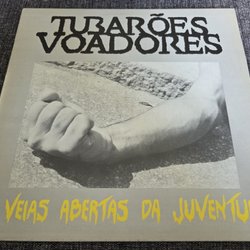 TUBARÕES
VOADORES
VEIAS ABERTAS DA JUVENTU